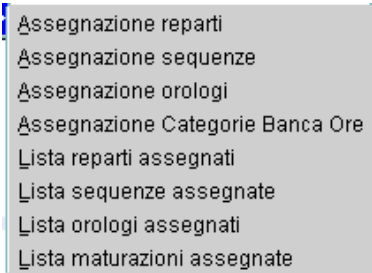 Assegnazione reparti
Assegnazione sequenze
Assegnazione orologi
Assegnazione Categorie Banca Ore
Lista reparti assegnati
Lista sequenze assegnate
Lista orologi assegnati
Lista maturazioni assegnate